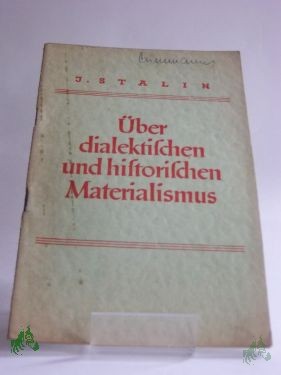 J. STALIN
Über
dialektischen
und historischen
Materialismus